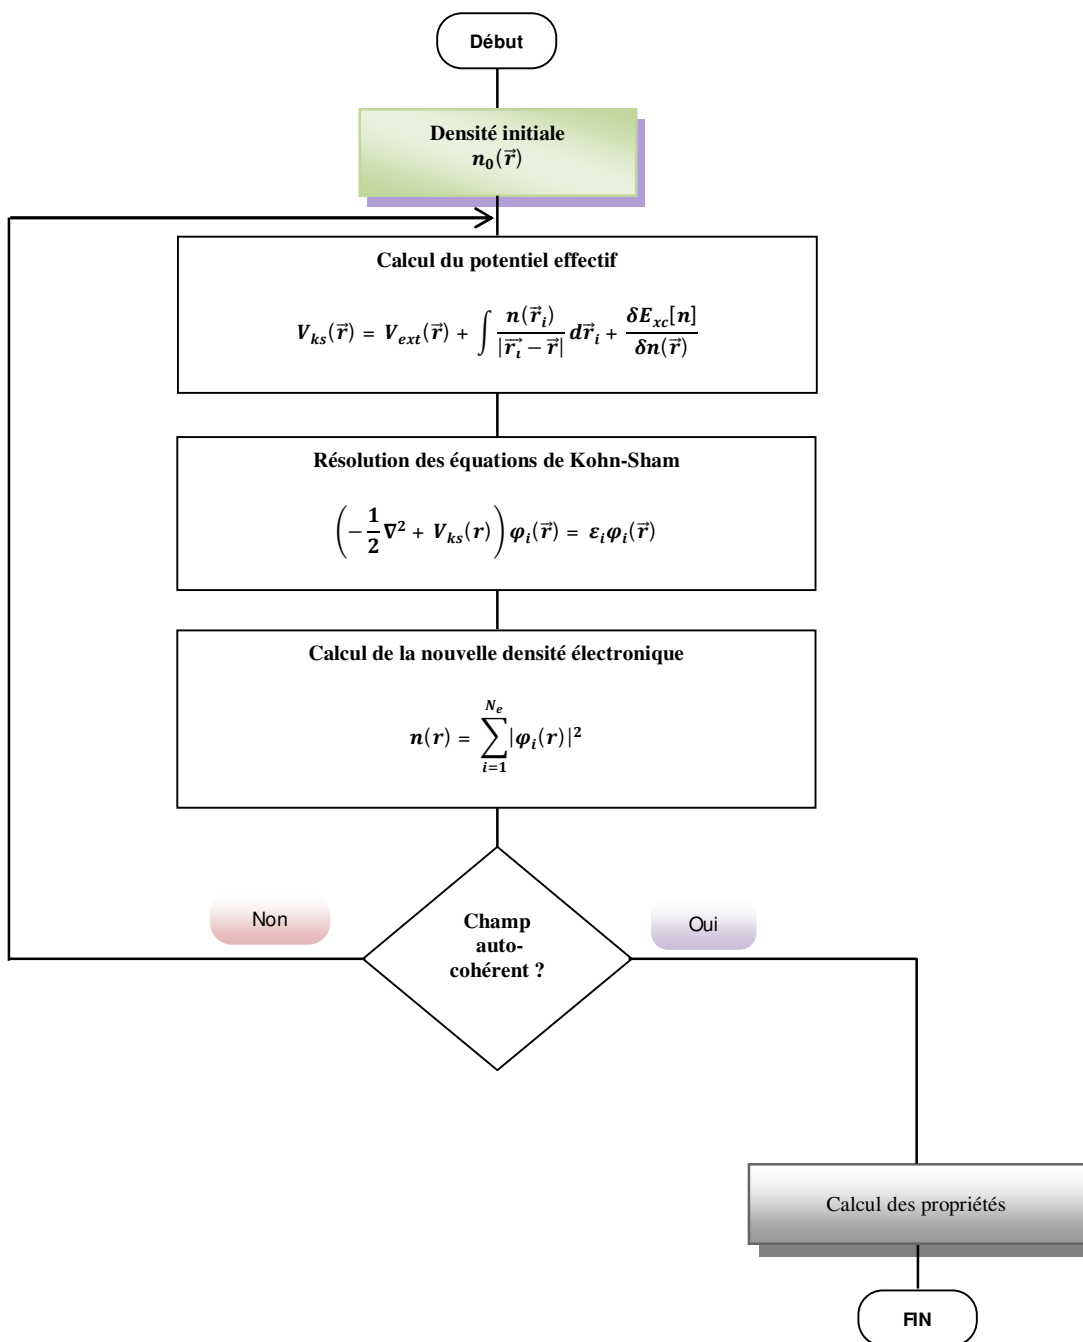 Début
Densité initiale
n₀(r⃗)
Calcul du potentiel effectif
V_ks(r⃗) = V_ext(r⃗) + ∫ n(r⃗_i) / |r⃗_ι − r⃗| dr⃗_i + δE_xc[n] / δn(r⃗)
Résolution des équations de Kohn-Sham
(−1/2 ∇² + V_ks(r)) φ_i(r⃗) = ε_i φ_i(r⃗)
Calcul de la nouvelle densité électronique
n(r) = ∑_{i=1}^{N_e} |φ_i(r)|²
Champ
auto-
cohérent ?
Non
Oui
Calcul des propriétés
FIN